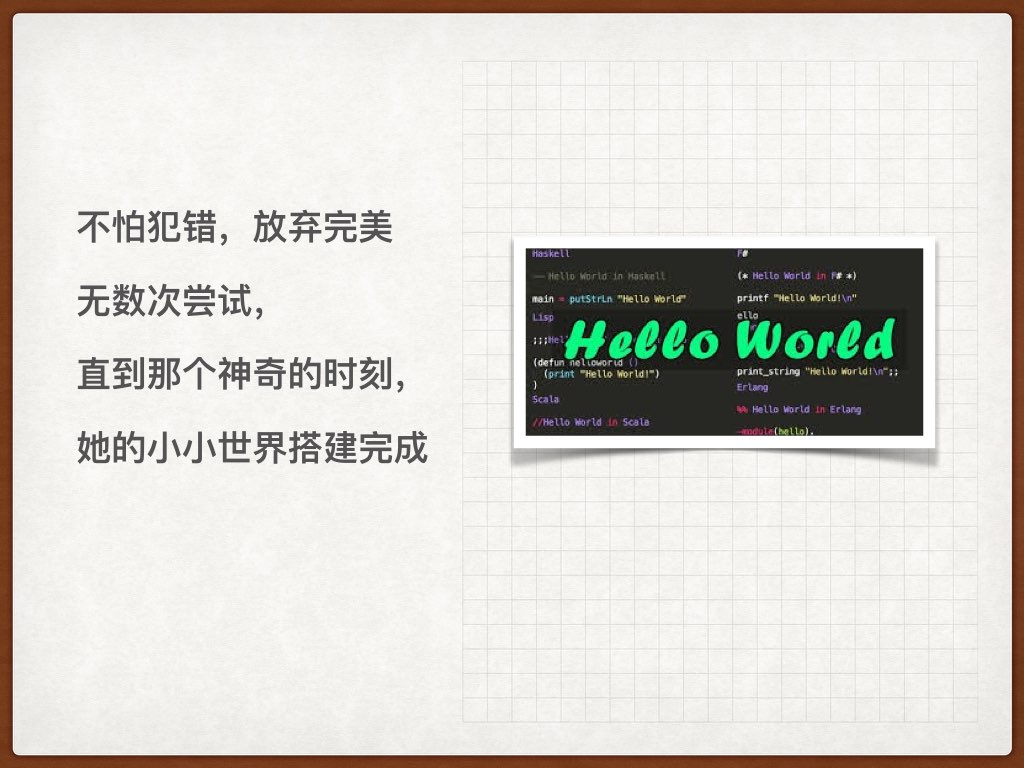 不怕犯错，放弃完美
无数次尝试，
直到那个神奇的时刻，
她的小小世界搭建完成
Haskell
-- Hello World in Haskell
main = putStrLn "Hello World"
Lisp
;;;Hel
(defun helloworld ()
(print "Hello World!")
)
Scala
//Hello World in Scala
F#
(* Hello World in F# *)
printf "Hello World!\n"
ello
Hello World
print_string "Hello World!\n";;
Erlang
%% Hello World in Erlang
-module(hello).